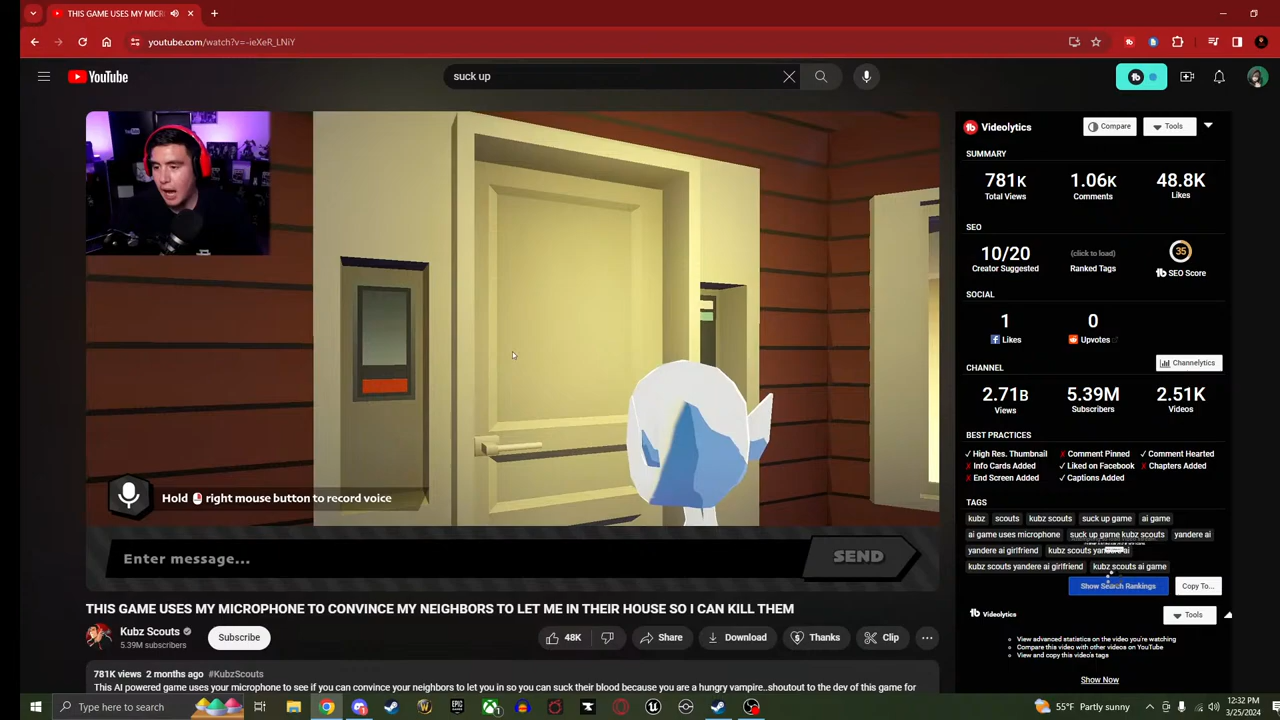 THIS GAME USES MY MICR
youtube.com/watch?v=-ieXeR_LNiY
YouTube
suck up
Hold right mouse button to record voice
Enter message...
SEND
THIS GAME USES MY MICROPHONE TO CONVINCE MY NEIGHBORS TO LET ME IN THEIR HOUSE SO I CAN KILL THEM
Kubz Scouts
5.39M subscribers
Subscribe
48K
Share
Download
Thanks
Clip
781K views 2 months ago #KubzScouts
This AI powered game uses your microphone to see if you can convince your neighbors to let you in so you can suck their blood because you are a hungry vampire..shoutout to the dev of this game for
Videolytics
Compare
Tools
SUMMARY
781K 1.06K 48.8K
Total Views Comments Likes
SEO
10/20 (click to load) 35
Creator Suggested Ranked Tags tb SEO Score
SOCIAL
1 0
Likes Upvotes
Channelytics
CHANNEL
2.71B 5.39M 2.51K
Views Subscribers Videos
BEST PRACTICES
✓ High Res. Thumbnail ✗ Comment Pinned ✓ Comment Hearted
✗ Info Cards Added ✓ Liked on Facebook ✗ Chapters Added
✗ End Screen Added ✓ Captions Added
TAGS
kubz scouts kubz scouts suck up game ai game
ai game uses microphone suck up game kubz scouts yandere ai
yandere ai girlfriend kubz scouts yandere ai
kubz scouts yandere ai girlfriend kubz scouts ai game
Show Search Rankings Copy To...
Videolytics Tools
View advanced statistics on the video you're watching
Compare this video with other videos on YouTube
View and copy this video's tags
Show Now
Type here to search
55°F Partly sunny
12:32 PM
3/25/2024